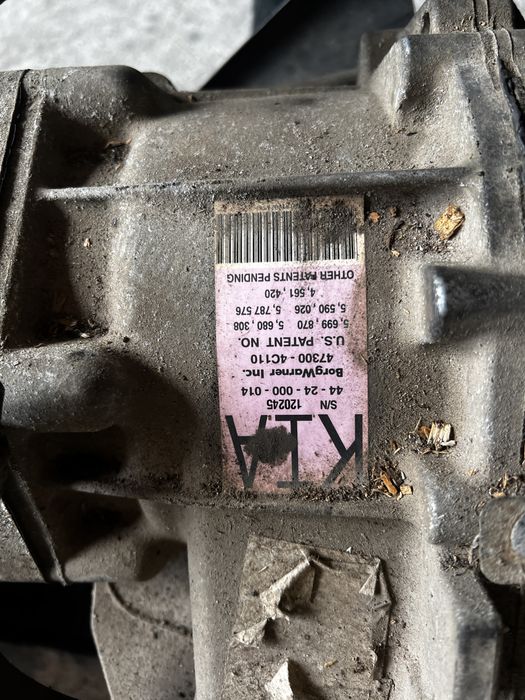 KIA
S/N 120245
44 - 24 - 000 - 014
BorgWarner Inc.
47300 - 4C110
U.S. PATENT NO.
5,699,870 5,860,308
5,590,026 5,787,576
4,561,420
OTHER PATENTS PENDING